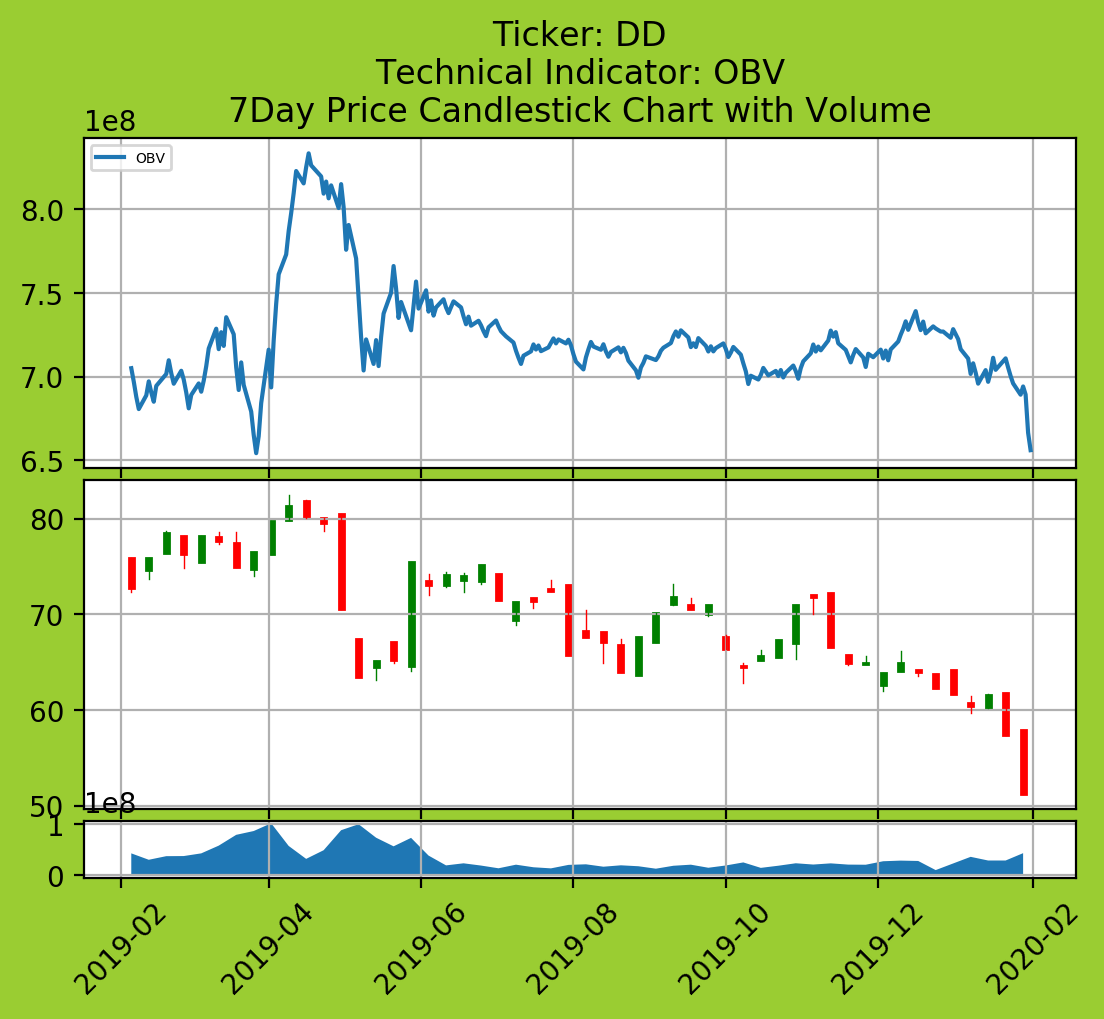 Ticker: DD
Technical Indicator: OBV
7Day Price Candlestick Chart with Volume
1e8
OBV
8.0
7.5
7.0
6.5
80
70
60
50
1e8
1
0
2019-02
2019-04
2019-06
2019-08
2019-10
2019-12
2020-02